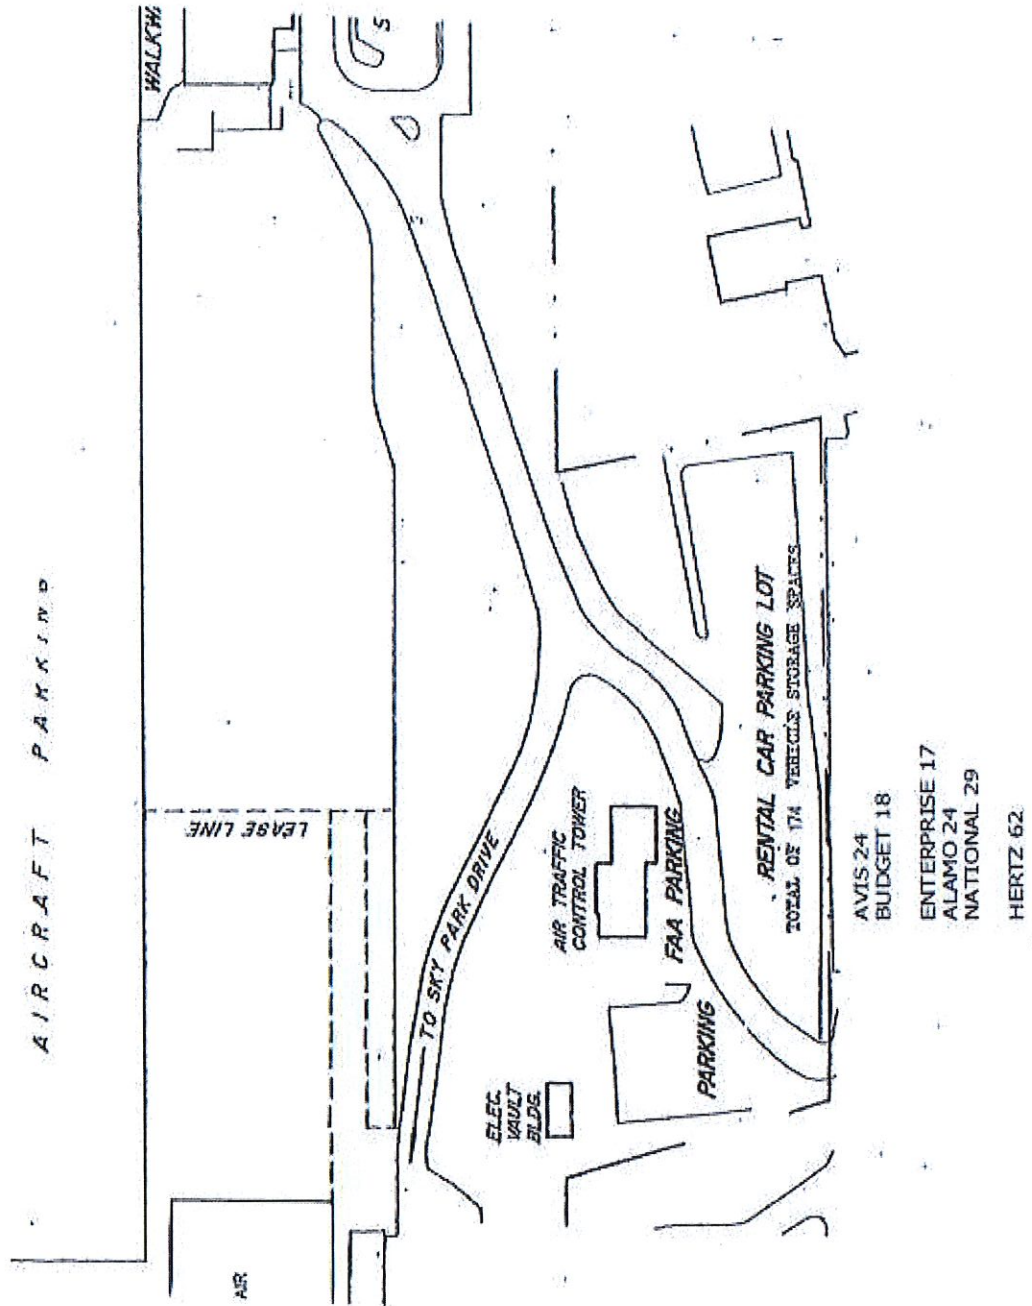 AIRCRAFT PARKING
WALKW
S
LEASE LINE
AIR
TO SKY PARK DRIVE
ELEC.
VAULT
BLDG.
AIR TRAFFIC
CONTROL TOWER
FAA PARKING
PARKING
RENTAL CAR PARKING LOT
TOTAL OF 174 VEHICLE STORAGE SPACES
AVIS 24
BUDGET 18
ENTERPRISE 17
ALAMO 24
NATIONAL 29
HERTZ 62